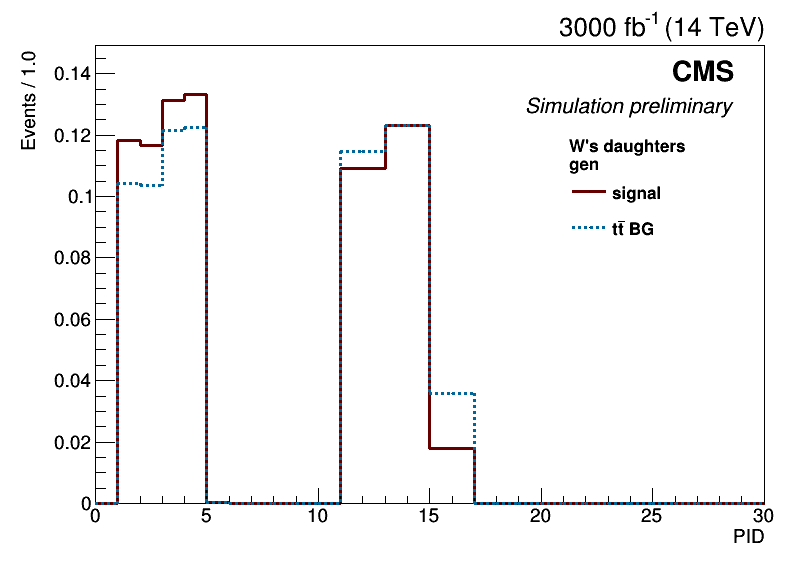 3000 fb⁻¹ (14 TeV)
CMS
Simulation preliminary
W's daughters
gen
signal
tt̄ BG
Events / 1.0
0.14
0.12
0.1
0.08
0.06
0.04
0.02
0
0 5 10 15 20 25 30
PID